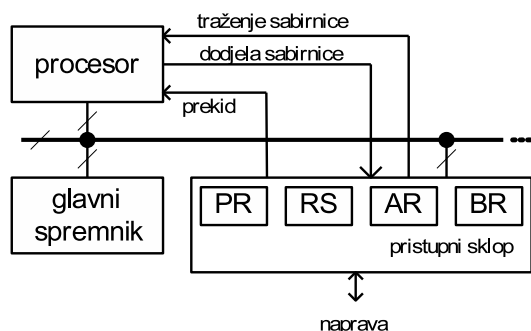 traženje sabirnice
procesor
dodjela sabirnice
prekid
glavni
spremnik
PR RS AR BR
pristupni sklop
naprava